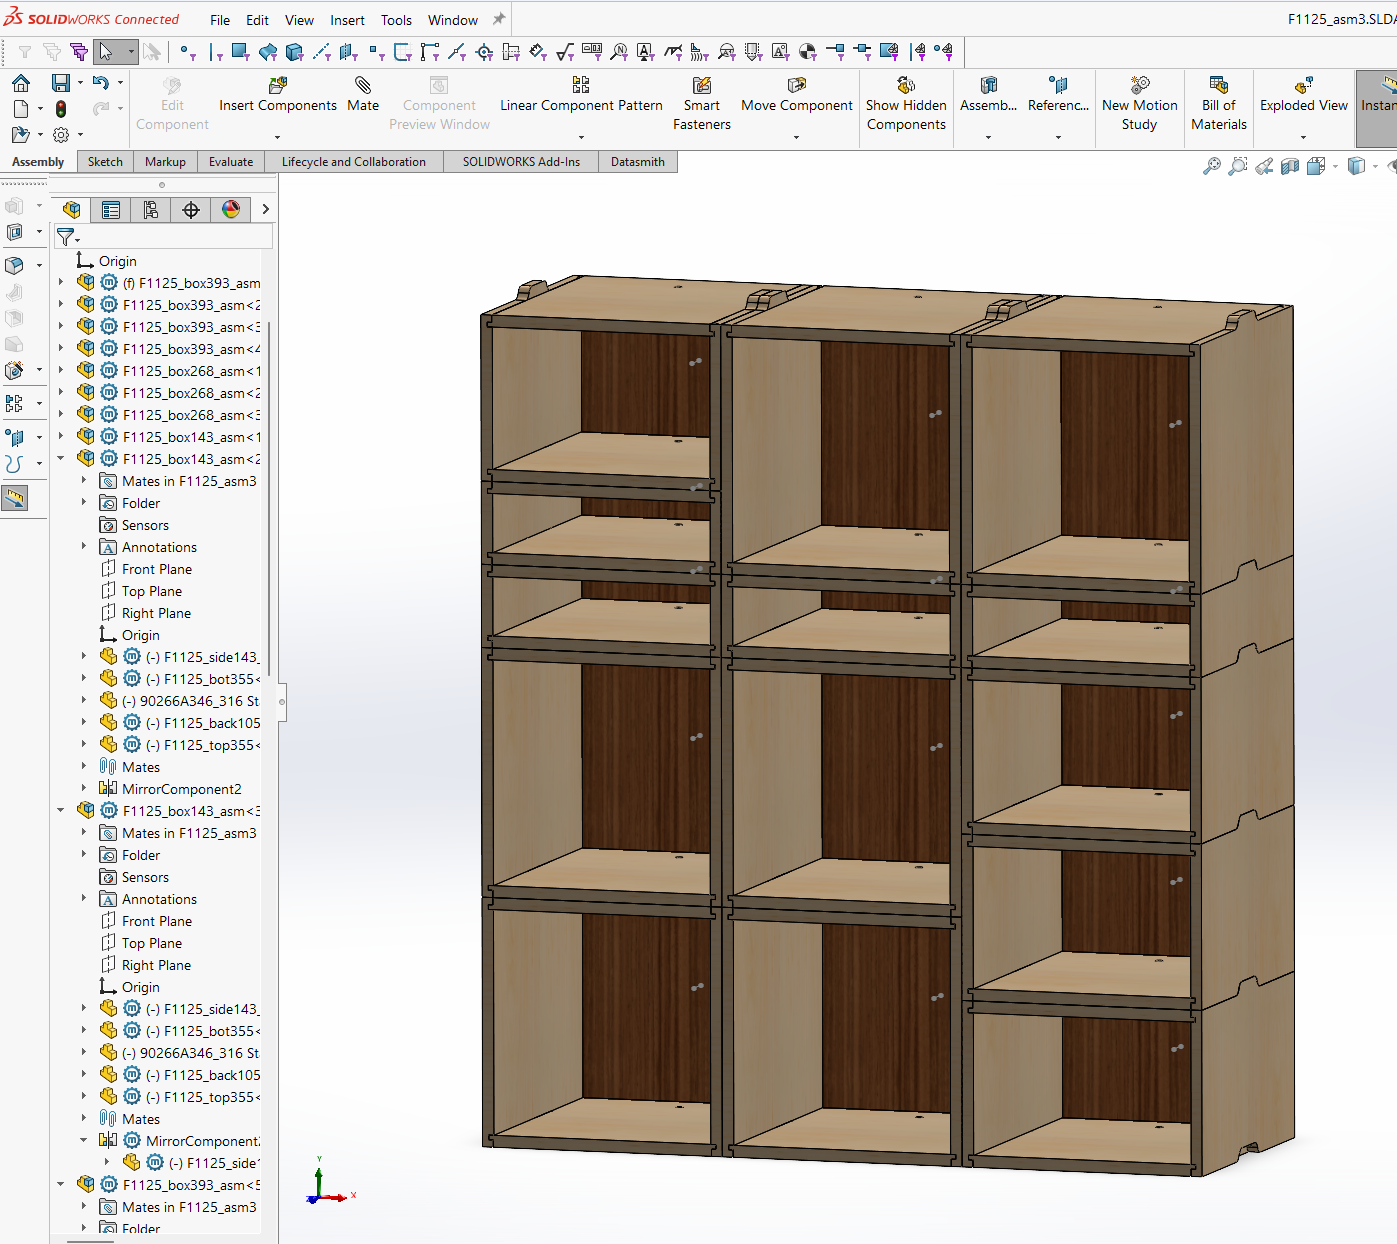 SOLIDWORKS Connected File Edit View Insert Tools Window F1125_asm3.SLDA
Edit Component
Insert Components
Mate
Component Preview Window
Linear Component Pattern
Smart Fasteners
Move Component
Show Hidden Components
Assemb...
Referenc...
New Motion Study
Bill of Materials
Exploded View
Instan
Assembly Sketch Markup Evaluate Lifecycle and Collaboration SOLIDWORKS Add-Ins Datasmith
Origin
(f) F1125_box393_asm
F1125_box393_asm<2
F1125_box393_asm<3
F1125_box393_asm<4
F1125_box268_asm<1
F1125_box268_asm<2
F1125_box268_asm<3
F1125_box143_asm<1
F1125_box143_asm<2
Mates in F1125_asm3
Folder
Sensors
Annotations
Front Plane
Top Plane
Right Plane
Origin
(-) F1125_side143_
(-) F1125_bot355<
(-) 90266A346_316 St
(-) F1125_back105
(-) F1125_top355<
Mates
MirrorComponent2
F1125_box143_asm<3
Mates in F1125_asm3
Folder
Sensors
Annotations
Front Plane
Top Plane
Right Plane
Origin
(-) F1125_side143_
(-) F1125_bot355<
(-) 90266A346_316 St
(-) F1125_back105
(-) F1125_top355<
Mates
MirrorComponent
(-) F1125_side1
F1125_box393_asm<5
Mates in F1125_asm3
Folder
Y
X